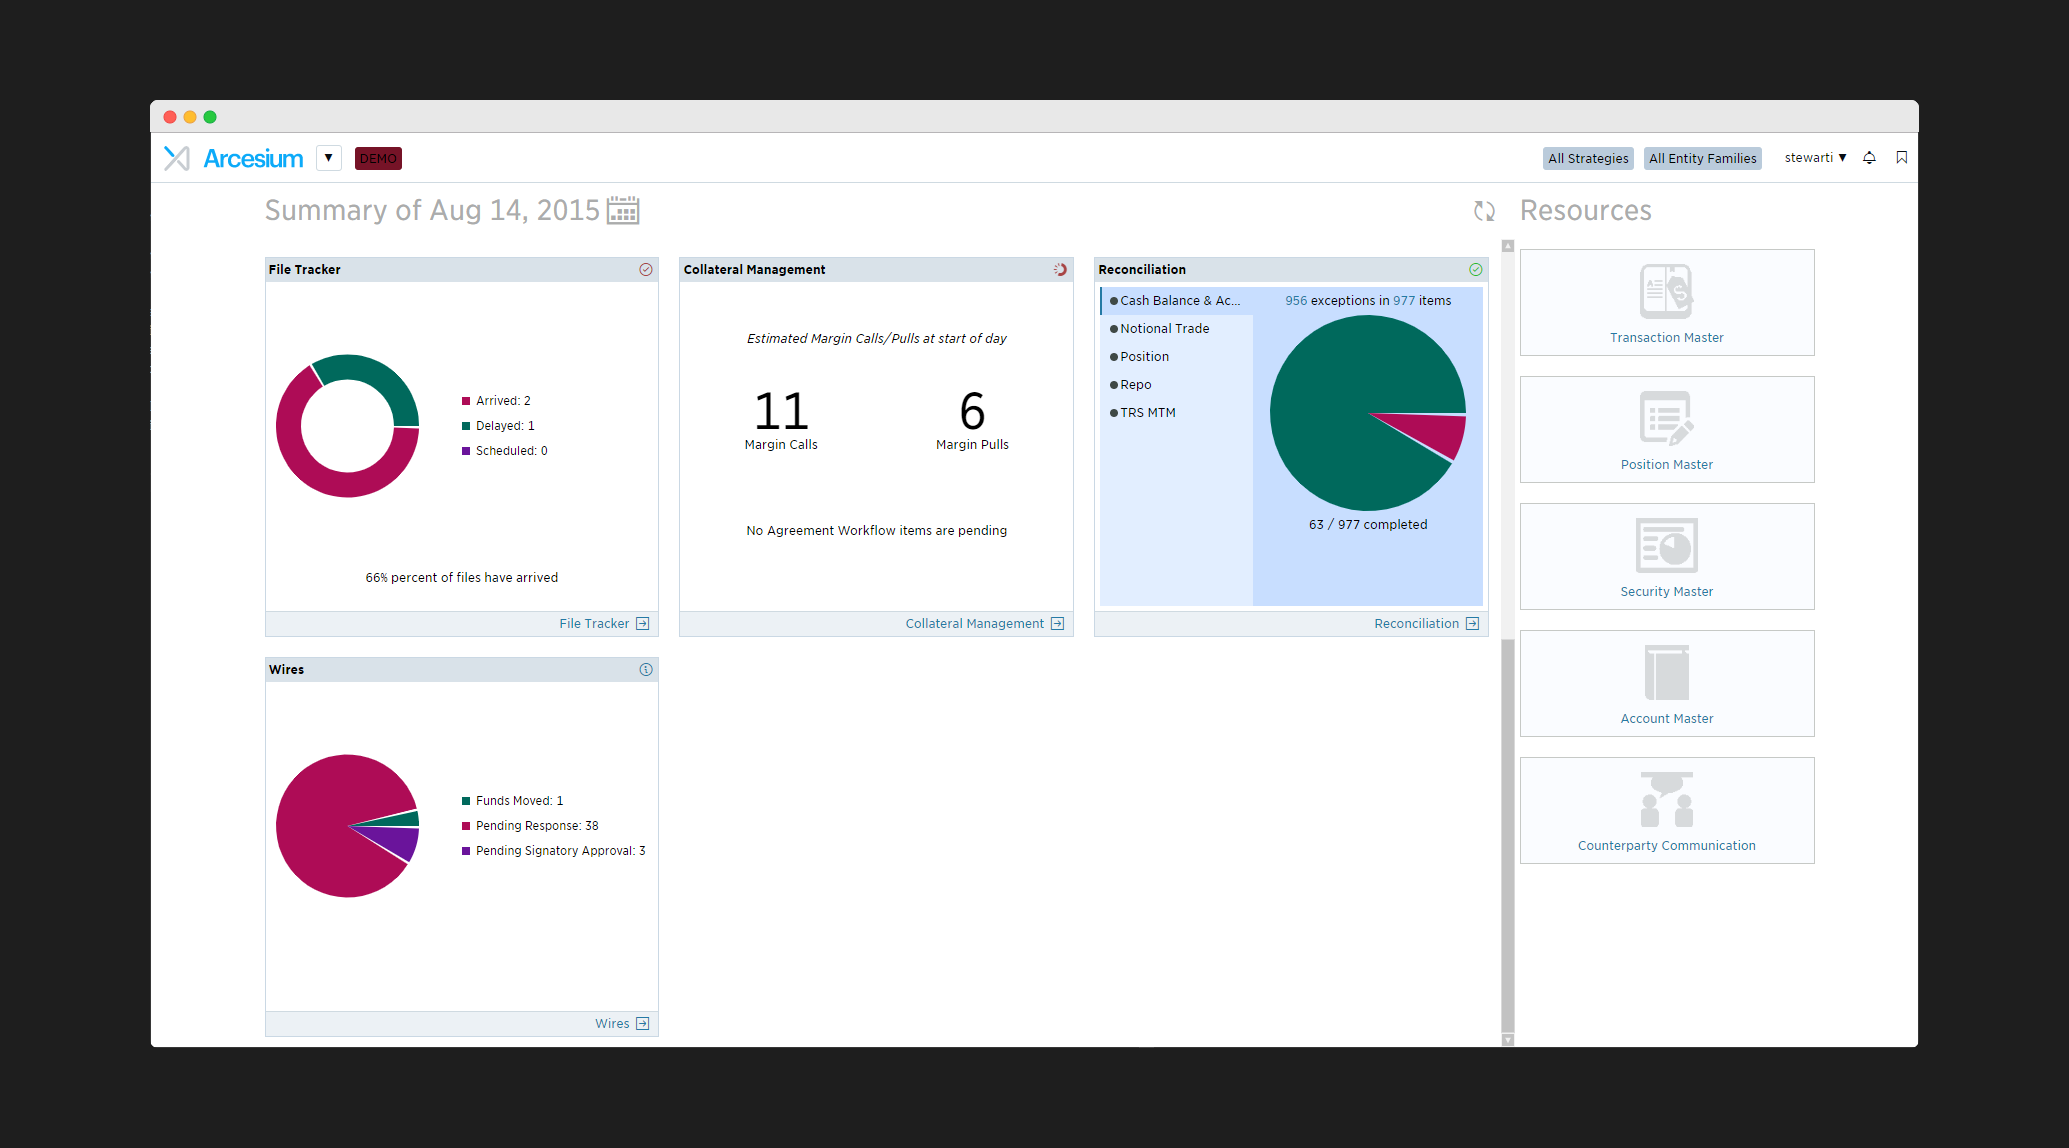 Arcesium ▼ DEMO All Strategies All Entity Families stewarti ▼
Summary of Aug 14, 2015
Resources
File Tracker
Arrived: 2
Delayed: 1
Scheduled: 0
66% percent of files have arrived
File Tracker
Collateral Management
Estimated Margin Calls/Pulls at start of day
11 6
Margin Calls Margin Pulls
No Agreement Workflow items are pending
Collateral Management
Reconciliation
Cash Balance & Ac...
Notional Trade
Position
Repo
TRS MTM
956 exceptions in 977 items
63 / 977 completed
Reconciliation
Wires
Funds Moved: 1
Pending Response: 38
Pending Signatory Approval: 3
Wires
Transaction Master
Position Master
Security Master
Account Master
Counterparty Communication